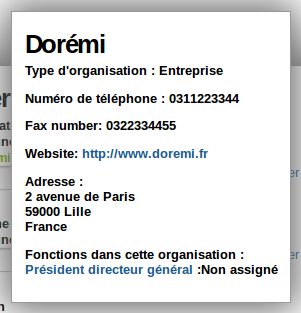 Dorémi
Type d'organisation : Entreprise
Numéro de téléphone : 0311223344
Fax number: 0322334455
Website: http://www.doremi.fr
Adresse :
2 avenue de Paris
59000 Lille
France
Fonctions dans cette organisation :
Président directeur général :Non assigné